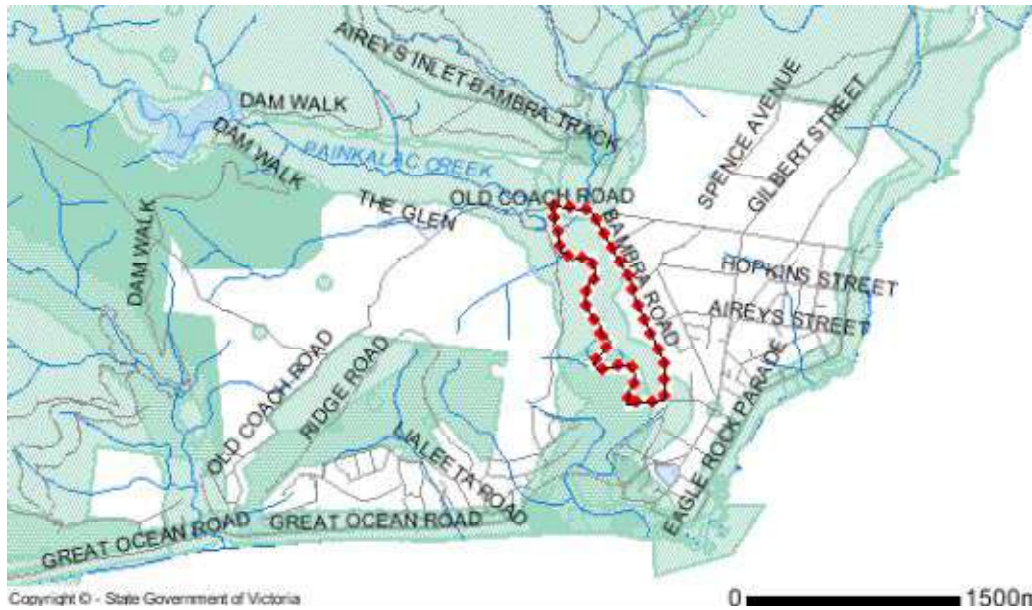 AIREYS INLET-BAMBRA TRACK
SPENCE AVENUE
GILBERT STREET
DAM WALK
DAM WALK
PAINKALAC CREEK
OLD COACH ROAD
THE GLEN
BAMBRA ROAD
DAM WALK
HOPKINS STREET
AIREYS STREET
OLD COACH ROAD
RIDGE ROAD
LIALEETA ROAD
EAGLE ROCK PARADE
GREAT OCEAN ROAD
GREAT OCEAN ROAD
Copyright © - State Government of Victoria
0 1500m